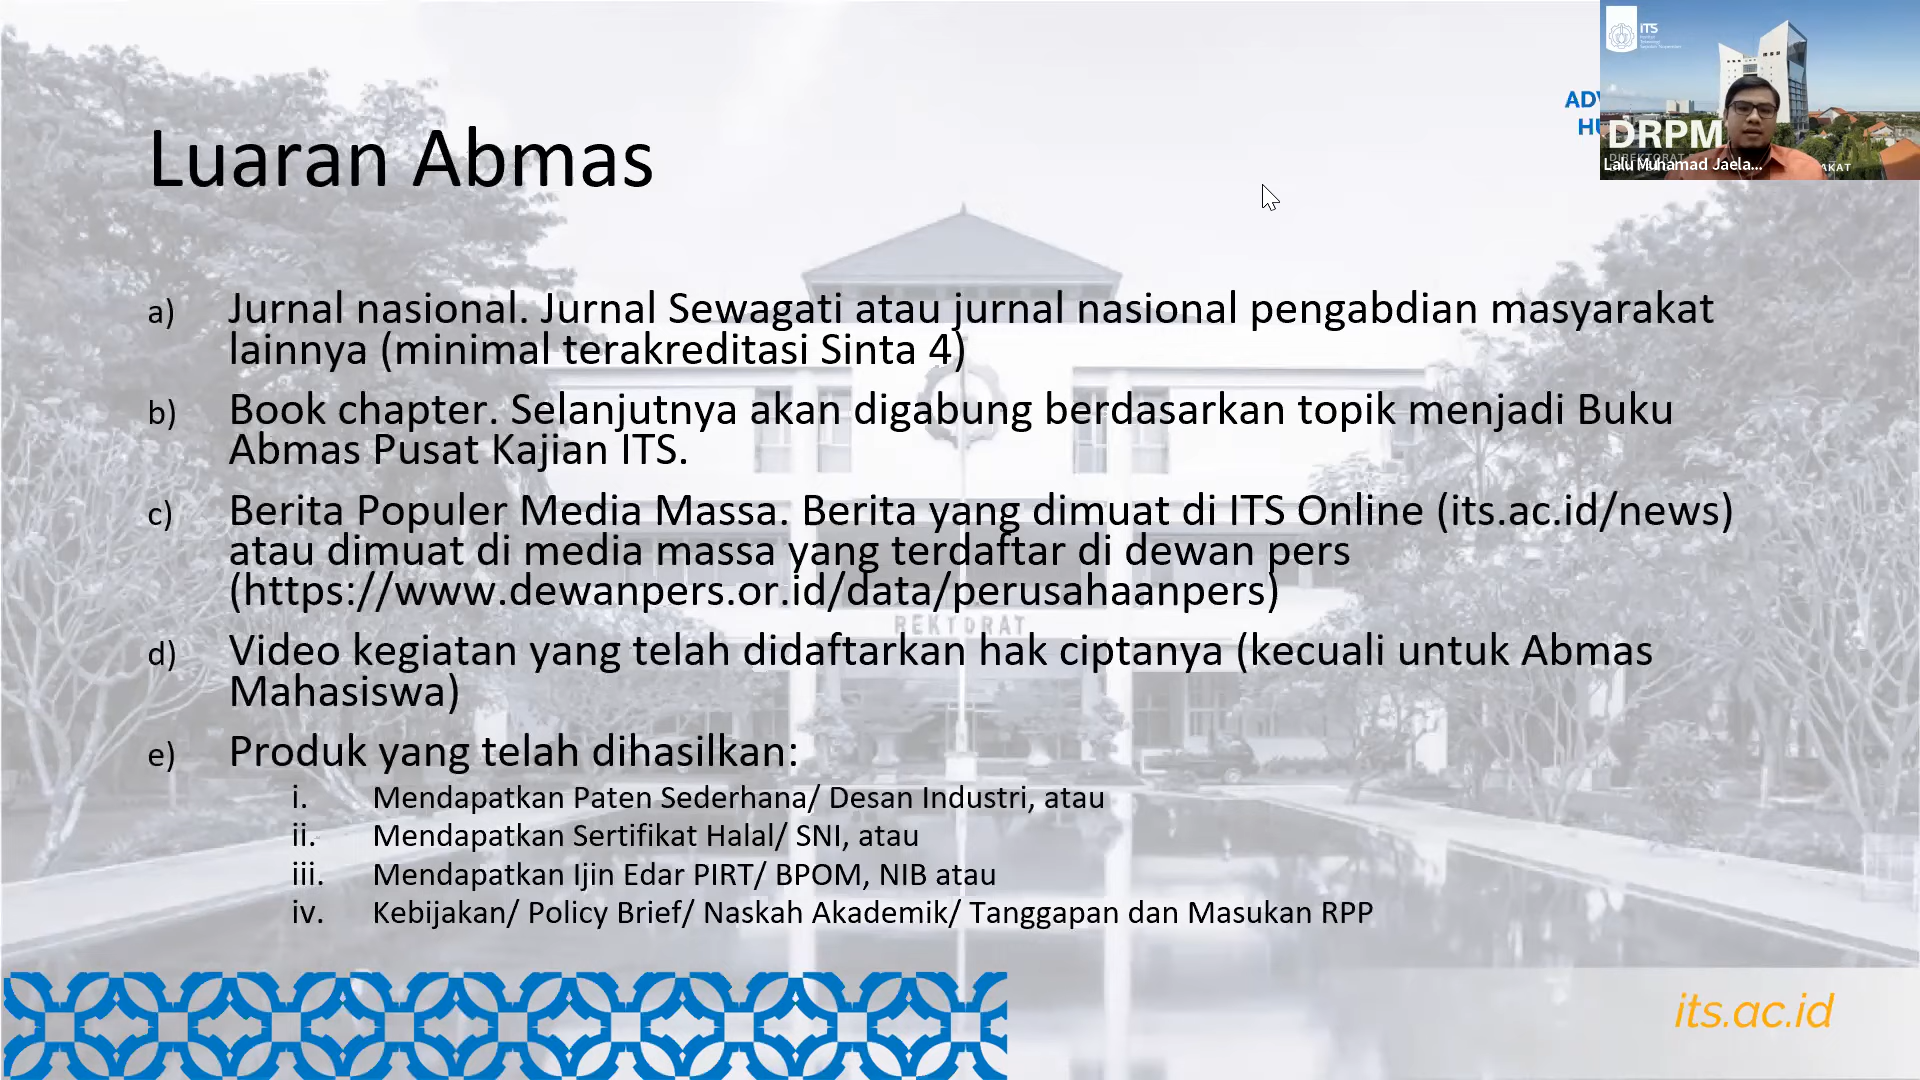 ITS
ADV
DRPM
Lalu Muhamad Jaela...
AKAT
Luaran Abmas
a) Jurnal nasional. Jurnal Sewagati atau jurnal nasional pengabdian masyarakat
lainnya (minimal terakreditasi Sinta 4)
b) Book chapter. Selanjutnya akan digabung berdasarkan topik menjadi Buku
Abmas Pusat Kajian ITS.
c) Berita Populer Media Massa. Berita yang dimuat di ITS Online (its.ac.id/news)
atau dimuat di media massa yang terdaftar di dewan pers
(https://www.dewanpers.or.id/data/perusahaanpers)
REKTORAT
d) Video kegiatan yang telah didaftarkan hak ciptanya (kecuali untuk Abmas
Mahasiswa)
e) Produk yang telah dihasilkan:
i. Mendapatkan Paten Sederhana/ Desan Industri, atau
ii. Mendapatkan Sertifikat Halal/ SNI, atau
iii. Mendapatkan Ijin Edar PIRT/ BPOM, NIB atau
iv. Kebijakan/ Policy Brief/ Naskah Akademik/ Tanggapan dan Masukan RPP
its.ac.id